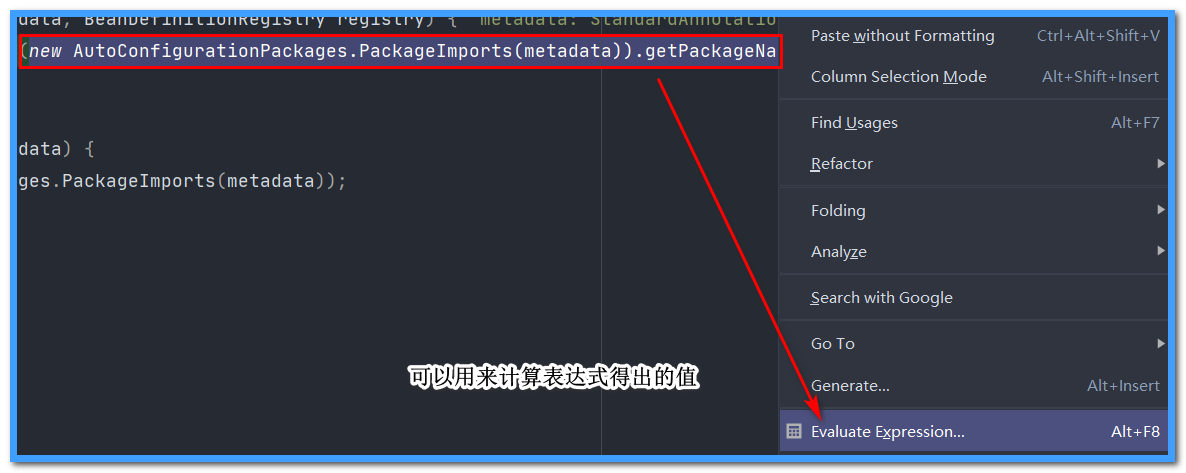 data, BeanDefinitionRegistry registry) { metadata: StandardAnnotatio
(new AutoConfigurationPackages.PackageImports(metadata)).getPackageNa
data) {
ges.PackageImports(metadata));
可以用来计算表达式得出的值
Paste without Formatting Ctrl+Alt+Shift+V
Column Selection Mode Alt+Shift+Insert
Find Usages Alt+F7
Refactor
Folding
Analyze
Search with Google
Go To
Generate... Alt+Insert
Evaluate Expression... Alt+F8